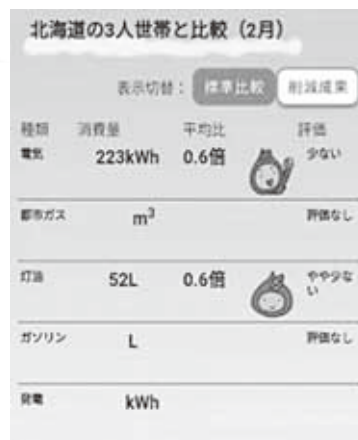 北海道の3人世帯と比較（2月）
表示切替： 標準比較 削減成果
種類 消費量 平均比 評価
電気 223kWh 0.6倍 少ない
都市ガス m³ 評価なし
灯油 52L 0.6倍 やや少な
い
ガソリン L 評価なし
発電 kWh